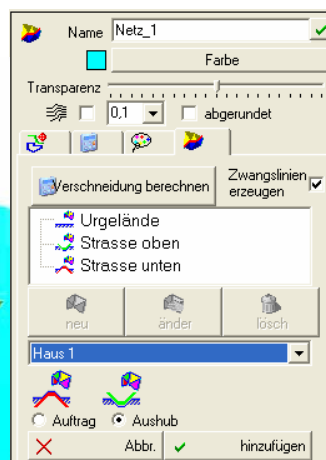 Name Netz_1
Farbe
Transparenz
0,1 abgerundet
Verschneidung berechnen Zwangslinien
erzeugen
Urgelände
Strasse oben
Strasse unten
neu änder lösch
Haus 1
Auftrag Aushub
Abbr. hinzufügen